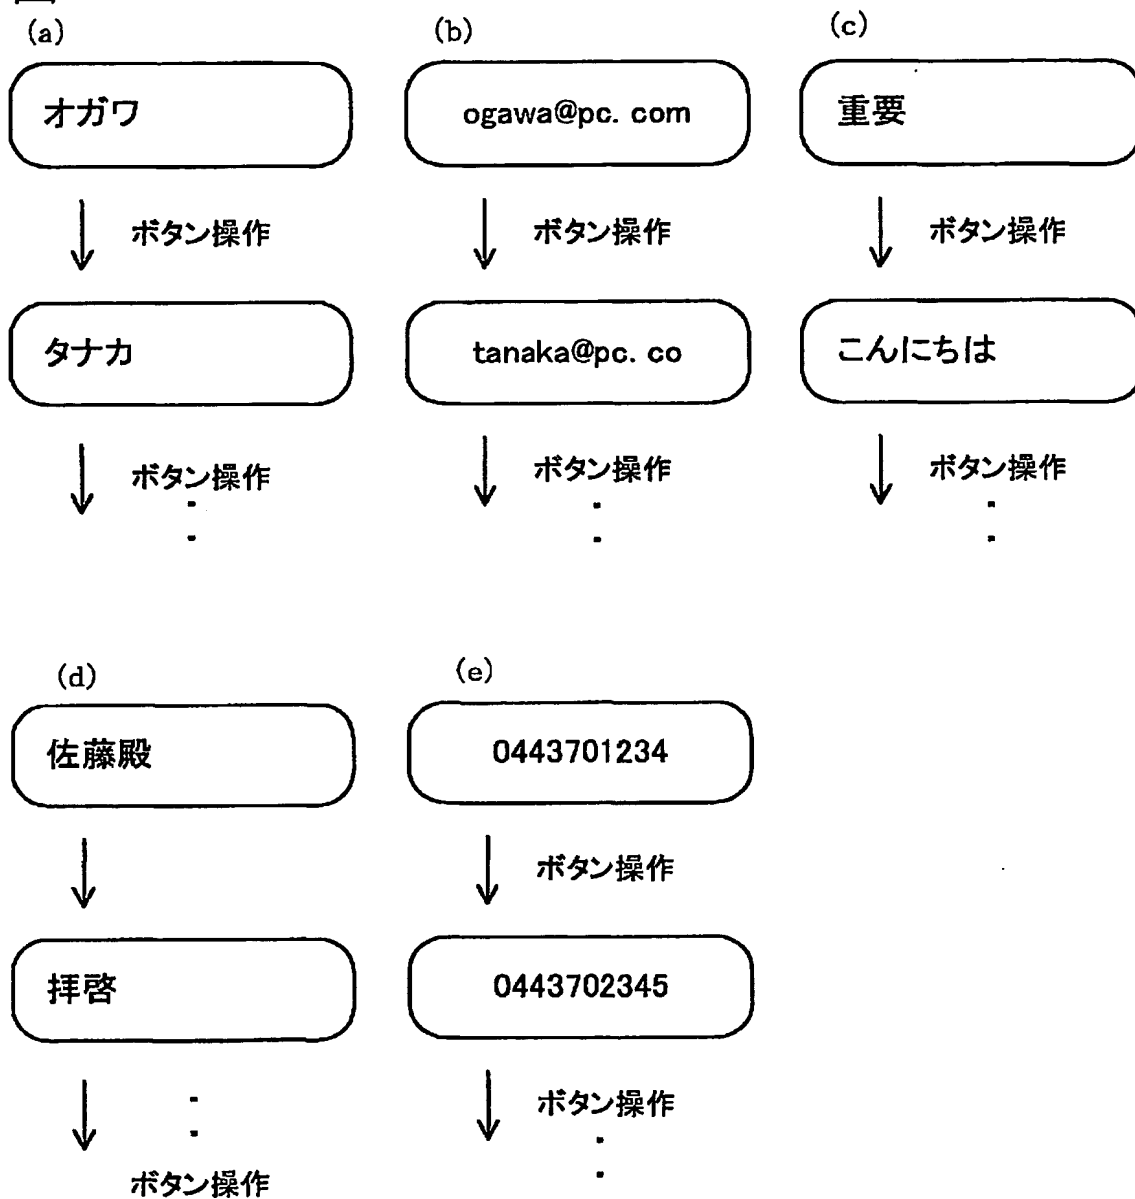 (a)
オガワ
ボタン操作
タナカ
ボタン操作
(b)
ogawa@pc. com
ボタン操作
tanaka@pc. co
ボタン操作
(c)
重要
ボタン操作
こんにちは
ボタン操作
(d)
佐藤殿
拝啓
ボタン操作
(e)
0443701234
ボタン操作
0443702345
ボタン操作